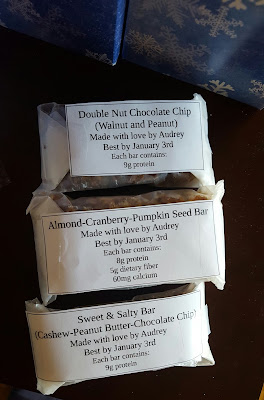 Double Nut Chocolate Chip
(Walnut and Peanut)
Made with love by Audrey
Best by January 3rd
Each bar contains:
9g protein
Almond-Cranberry-Pumpkin Seed Bar
Made with love by Audrey
Best by January 3rd
Each bar contains:
8g protein
5g dietary fiber
60mg calcium
Sweet & Salty Bar
(Cashew-Peanut Butter-Chocolate Chip)
Made with love by Audrey
Best by January 3rd
Each bar contains:
9g protein